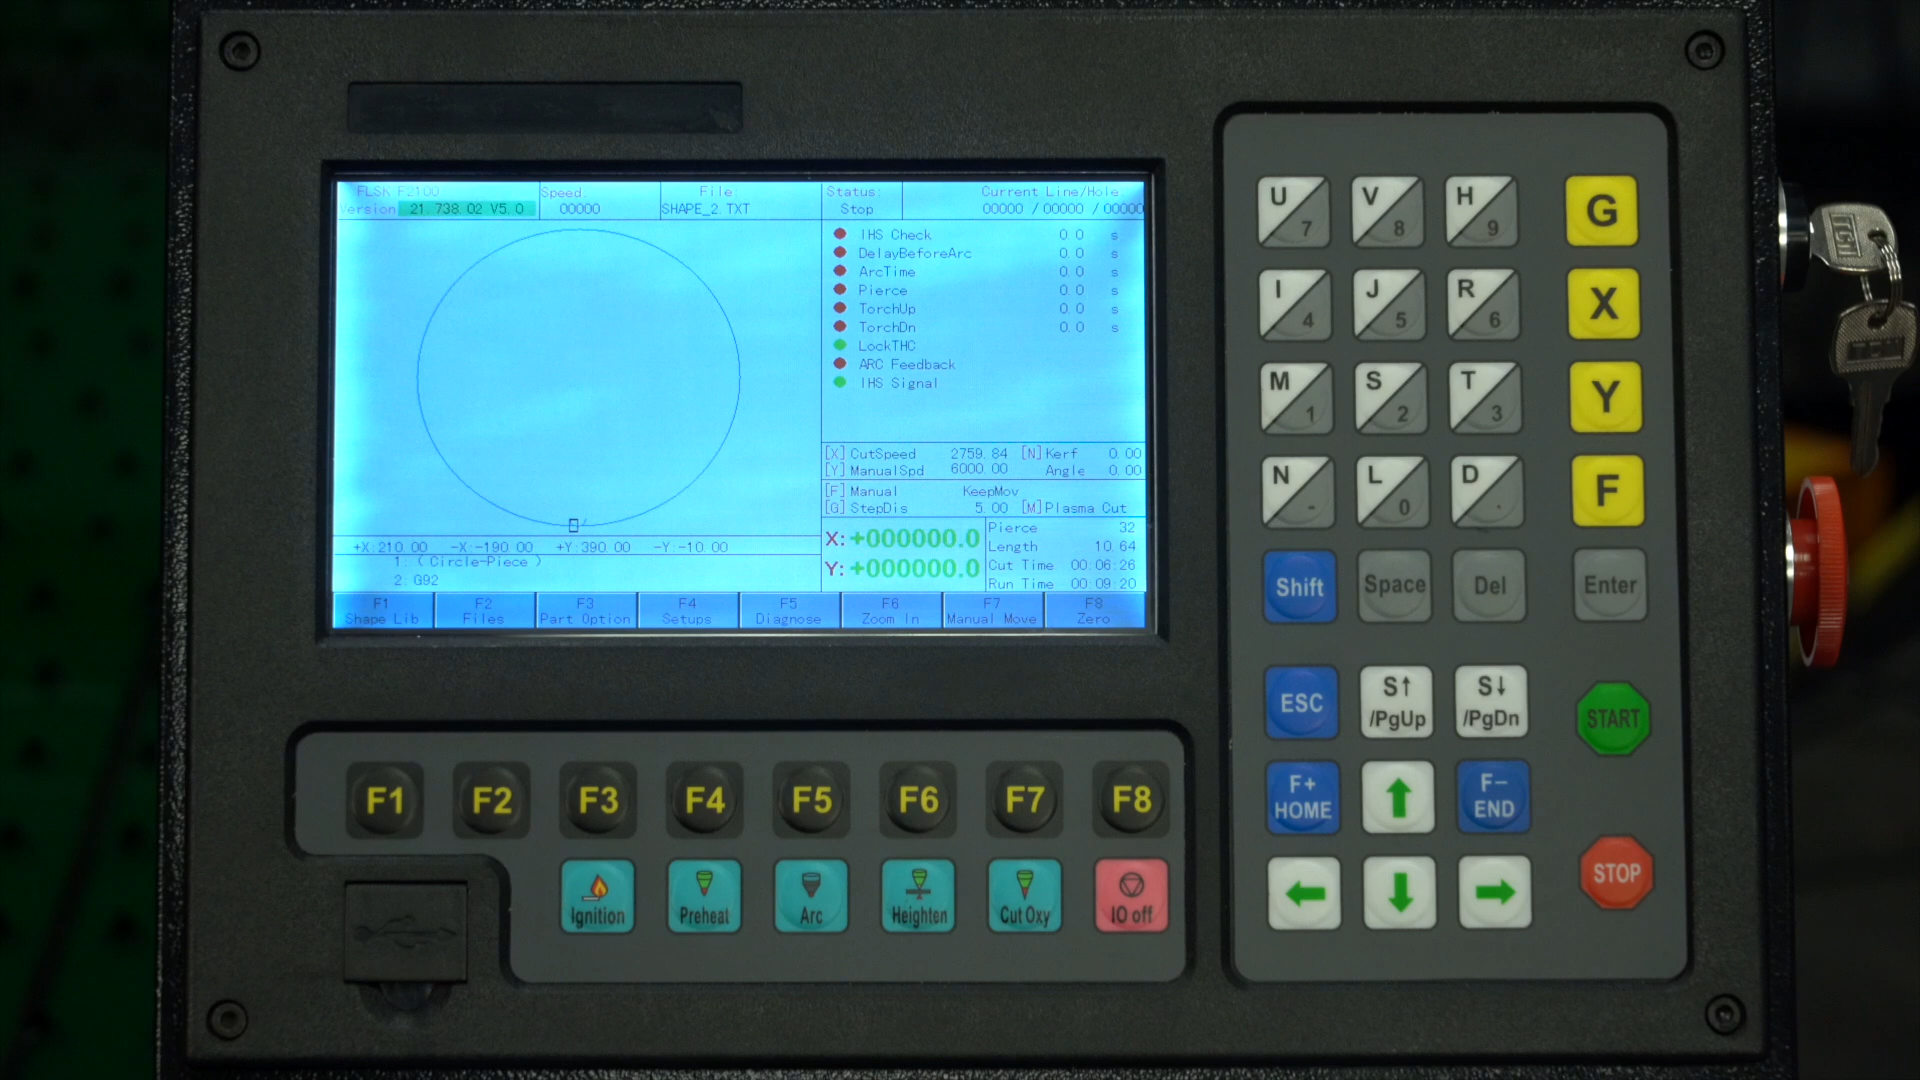 FLSK F2100
Version 21.738.02 V5.0
Speed:
00000
File:
SHAPE_2.TXT
Status:
Stop
Current Line/Hole:
00000 /00000 /00000
IHS Check 0.0 s
DelayBeforeArc 0.0 s
ArcTime 0.0 s
Pierce 0.0 s
TorchUp 0.0 s
TorchDn 0.0 s
LockTHC
ARC Feedback
IHS Signal
[X] CutSpeed 2759.84 [N] Kerf 0.00
[Y] ManualSpd 6000.00 Angle 0.00
[F] Manual KeepMov
[G] StepDis 5.00 [M] Plasma Cut
X: +000000.0
Y: +000000.0
Pierce 32
Length 10.64
Cut Time 00:06:26
Run Time 00:09:20
+X:210.00 -X:-190.00 +Y:390.00 -Y:-10.00
1: (Circle-Piece )
2: G92
F1 F2 F3 F4 F5 F6 F7 F8
Shape Lib Files Part Option Setups Diagnose Zoom In Manual Move Zero
U 7 V 8 H 9 G
I 4 J 5 R 6 X
M 1 S 2 T 3 Y
N - L 0 D . F
Shift Space Del Enter
ESC S↑ /PgUp S↓ /PgDn START
F+ HOME ↑ F- END
← ↓ → STOP
F1 F2 F3 F4 F5 F6 F7 F8
Ignition Preheat Arc Heighten Cut Oxy IO off